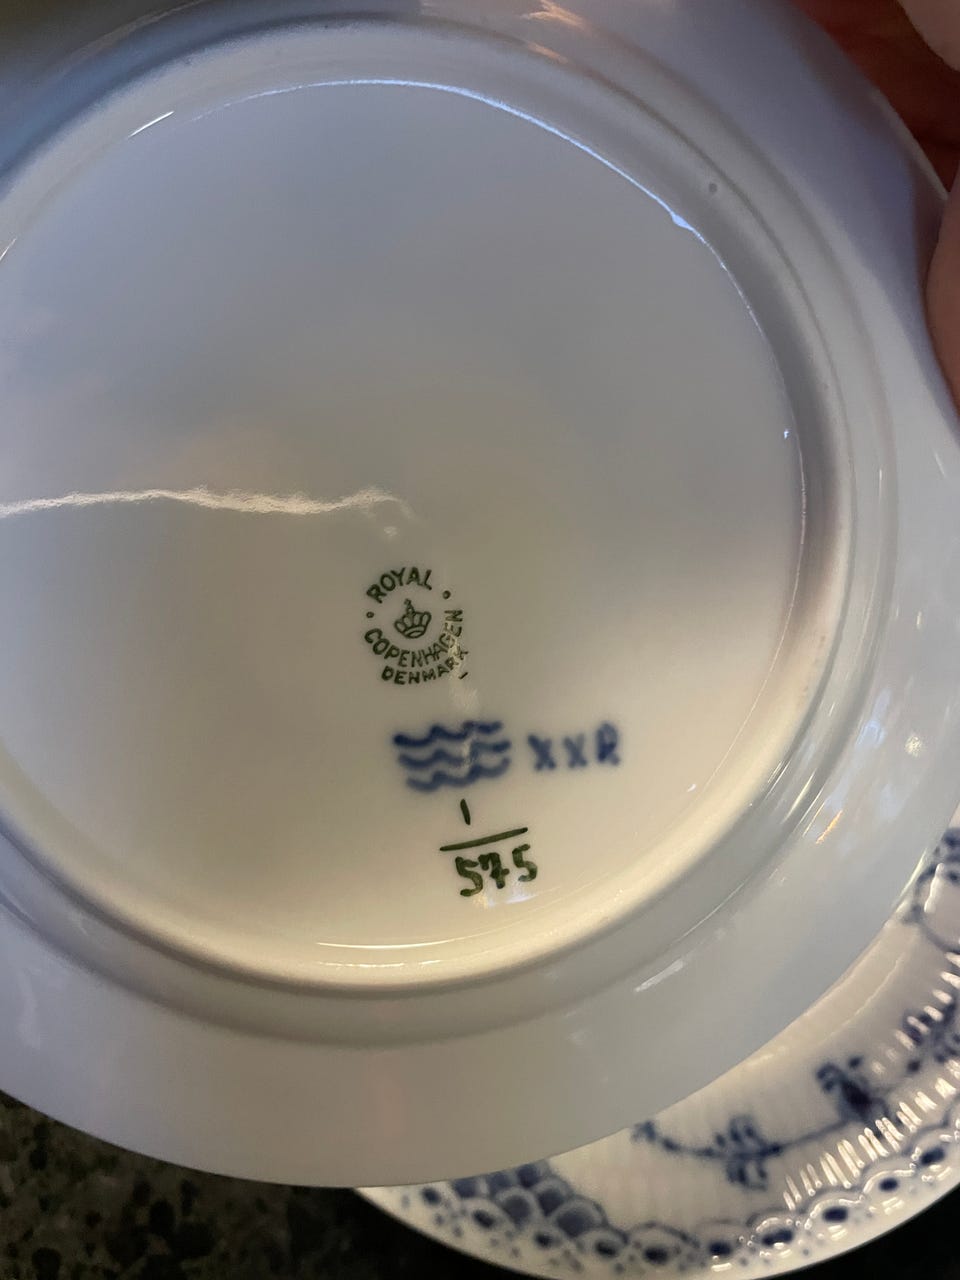 ROYAL
COPENHAGEN
DENMARK
XXR
1
575